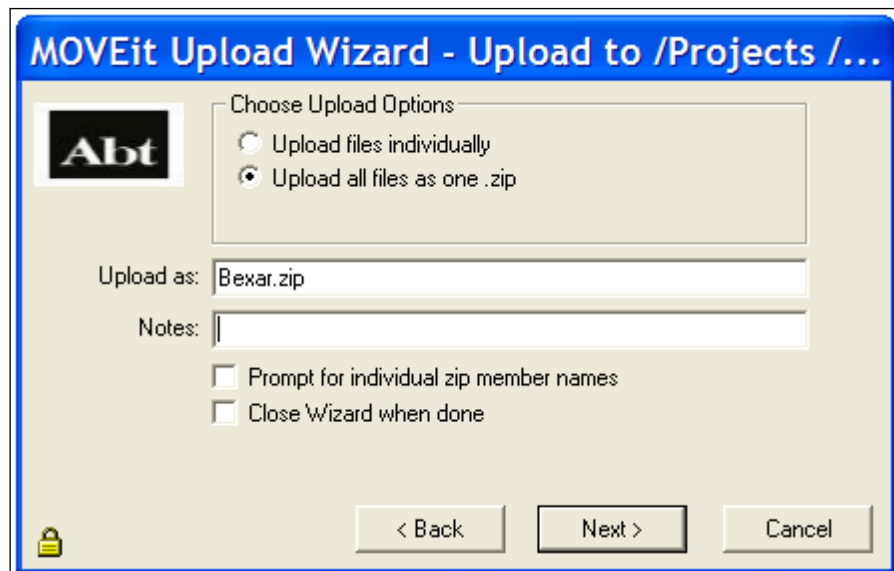 MOVEit Upload Wizard - Upload to /Projects /...
Abt
Choose Upload Options
Upload files individually
Upload all files as one .zip
Upload as: Bexar.zip
Notes:
Prompt for individual zip member names
Close Wizard when done
< Back Next > Cancel